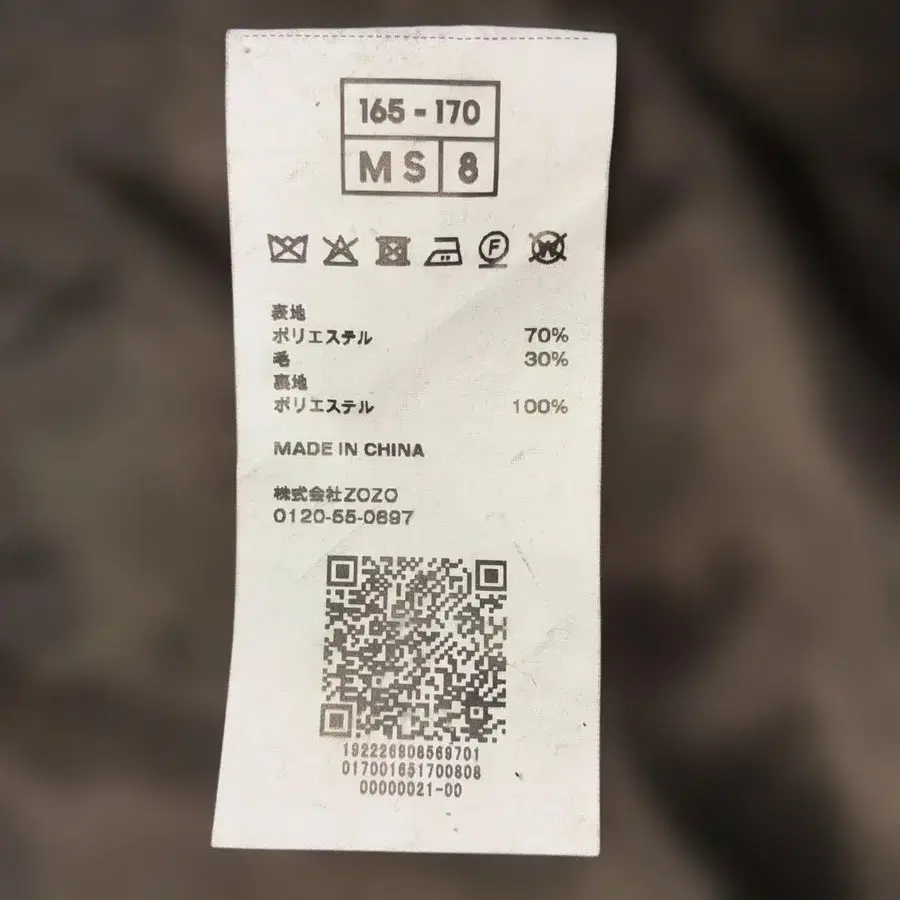 165 - 170
M S 8
F
W
表地
ポリエステル 70%
毛 30%
裏地
ポリエステル 100%
MADE IN CHINA
株式会社ZOZO
0120-55-0697
192226908569701
017001651700808
00000021-00